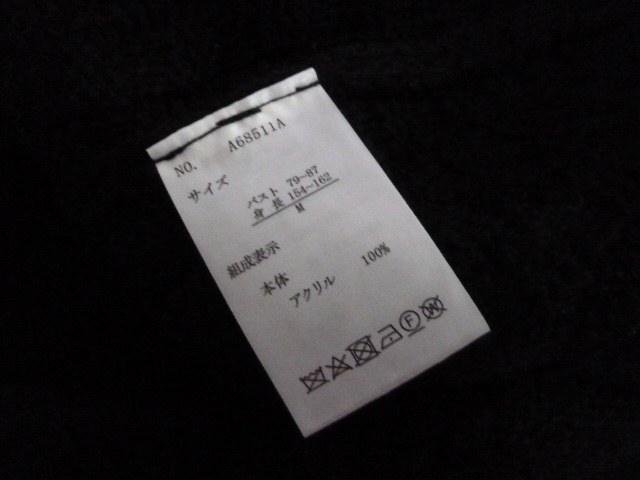 NO. A68511A
サイズ
バスト 79~87
身長 154~162
M
組成表示
本体
アクリル 100%
F W